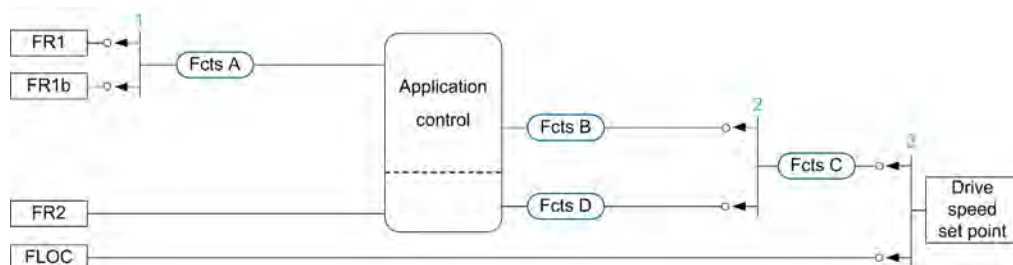 1
FR1
Fcts A
FR1b
Application
control
Fcts B
2
Fcts C
3
Drive
speed
set point
Fcts D
FR2
FLOC